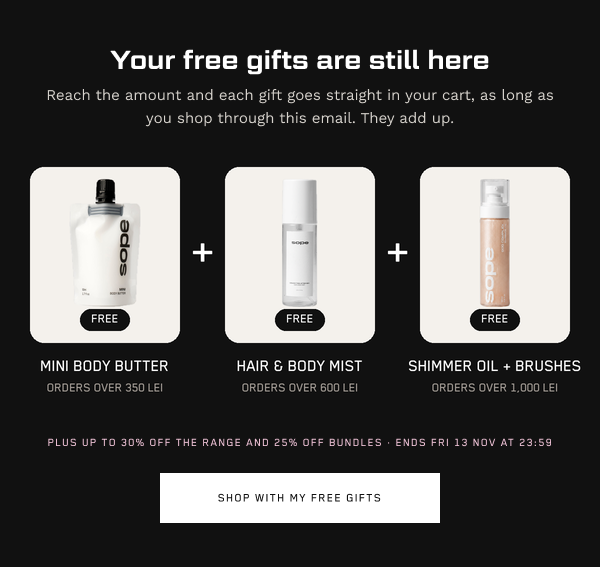 Your free gifts are still here
Reach the amount and each gift goes straight in your cart, as long as
you shop through this email. They add up.
sope
+
sope
+
sope
FREE
FREE
FREE
MINI BODY BUTTER
HAIR & BODY MIST
SHIMMER OIL + BRUSHES
ORDERS OVER 350 LEI
ORDERS OVER 600 LEI
ORDERS OVER 1,000 LEI
PLUS UP TO 30% OFF THE RANGE AND 25% OFF BUNDLES · ENDS FRI 13 NOV AT 23:59
SHOP WITH MY FREE GIFTS